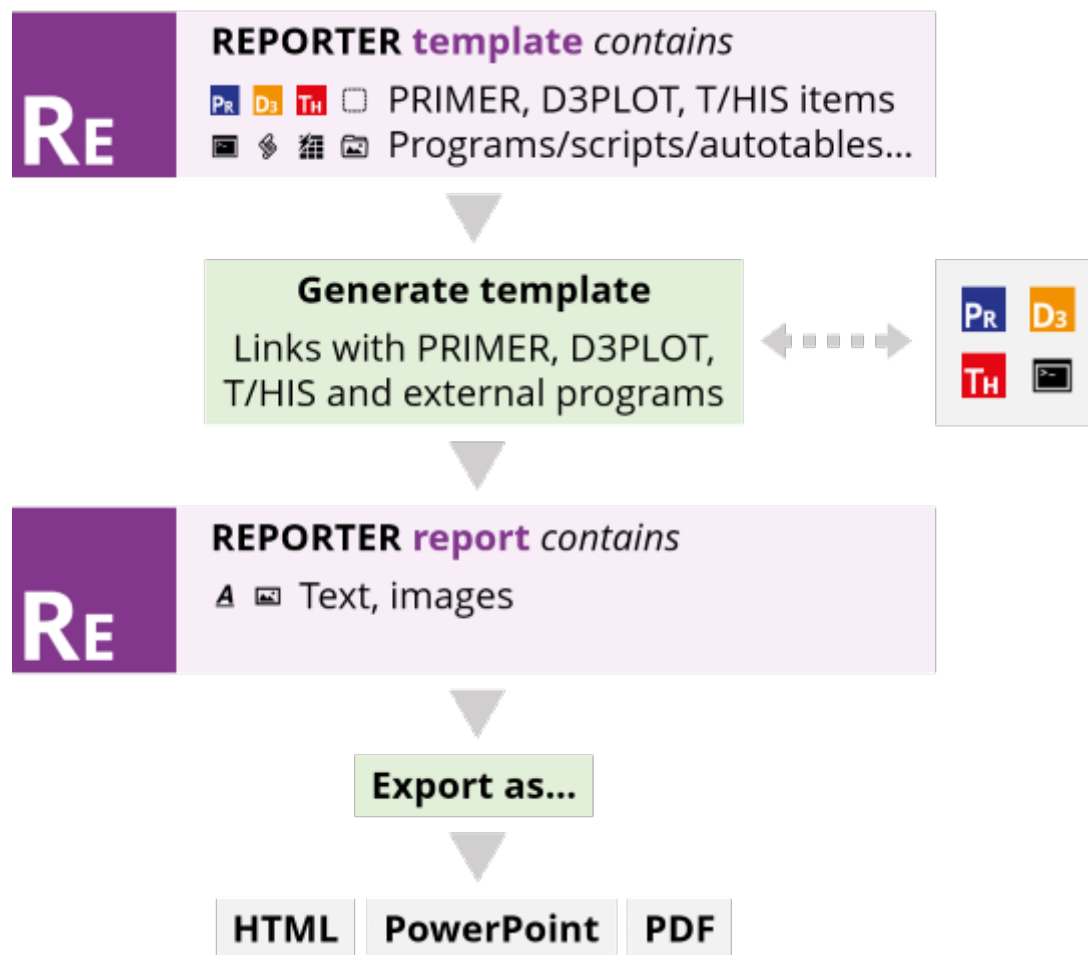 RE
REPORTER template contains
PR D3 TH PRIMER, D3PLOT, T/HIS items
Programs/scripts/autotables...
Generate template
Links with PRIMER, D3PLOT,
T/HIS and external programs
PR D3
TH >-
RE
REPORTER report contains
A Text, images
Export as...
HTML PowerPoint PDF